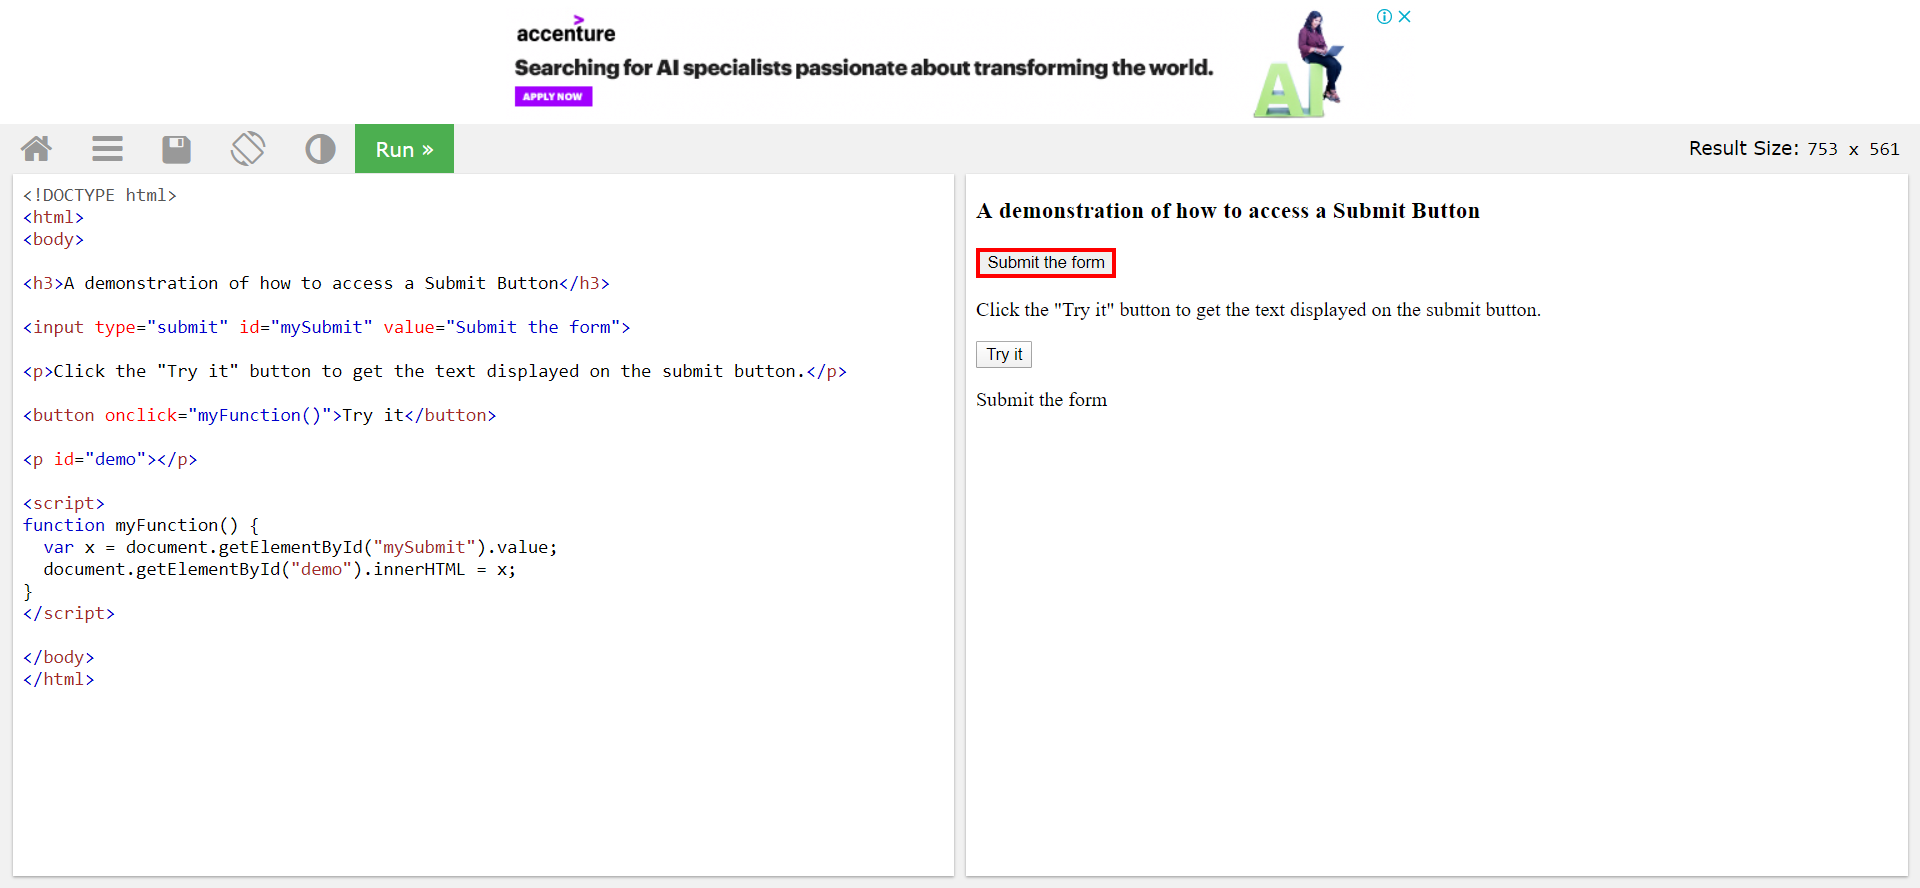 accenture
Searching for AI specialists passionate about transforming the world.
APPLY NOW
AI
Run »
Result Size: 753 x 561
<!DOCTYPE html>
<html>
<body>
<h3>A demonstration of how to access a Submit Button</h3>
<input type="submit" id="mySubmit" value="Submit the form">
<p>Click the "Try it" button to get the text displayed on the submit button.</p>
<button onclick="myFunction()">Try it</button>
<p id="demo"></p>
<script>
function myFunction() {
  var x = document.getElementById("mySubmit").value;
  document.getElementById("demo").innerHTML = x;
}
</script>
</body>
</html>
A demonstration of how to access a Submit Button
Submit the form
Click the "Try it" button to get the text displayed on the submit button.
Try it
Submit the form